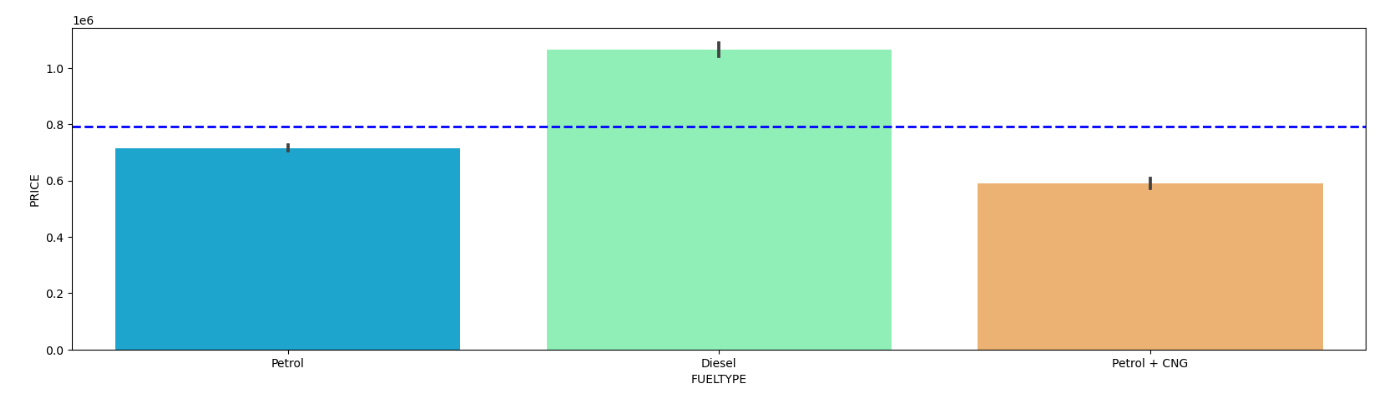 1e6
1.0
0.8
0.6
0.4
0.2
0.0
PRICE
Petrol
Diesel
Petrol + CNG
FUELTYPE